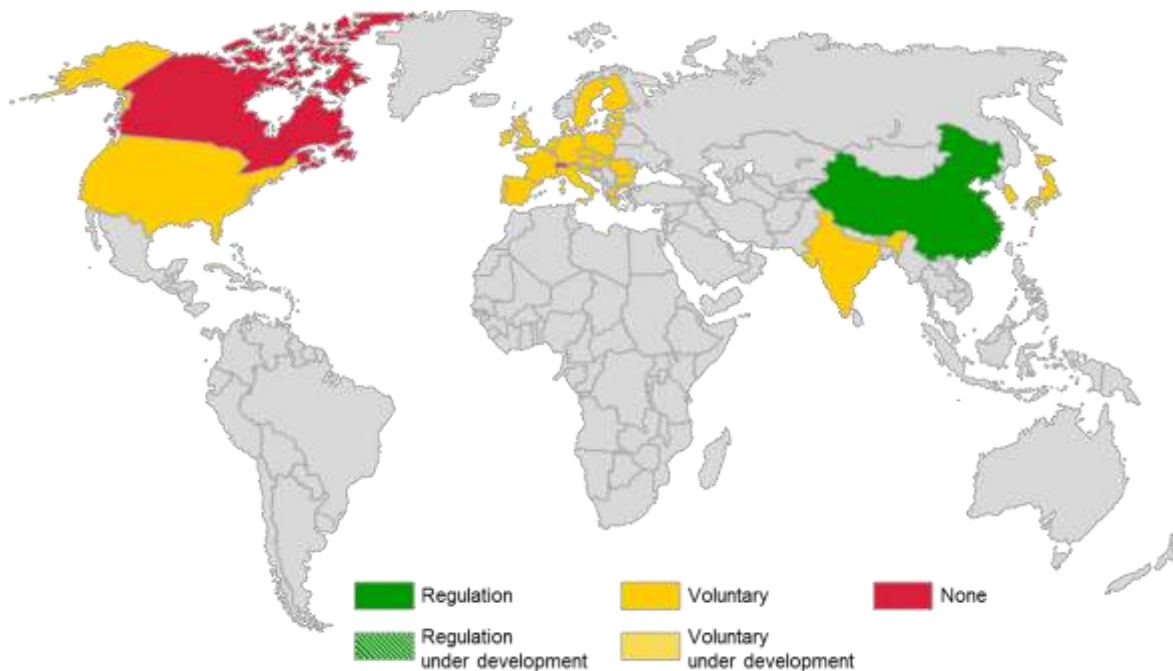 Regulation
Voluntary
None
Regulation
under development
Voluntary
under development